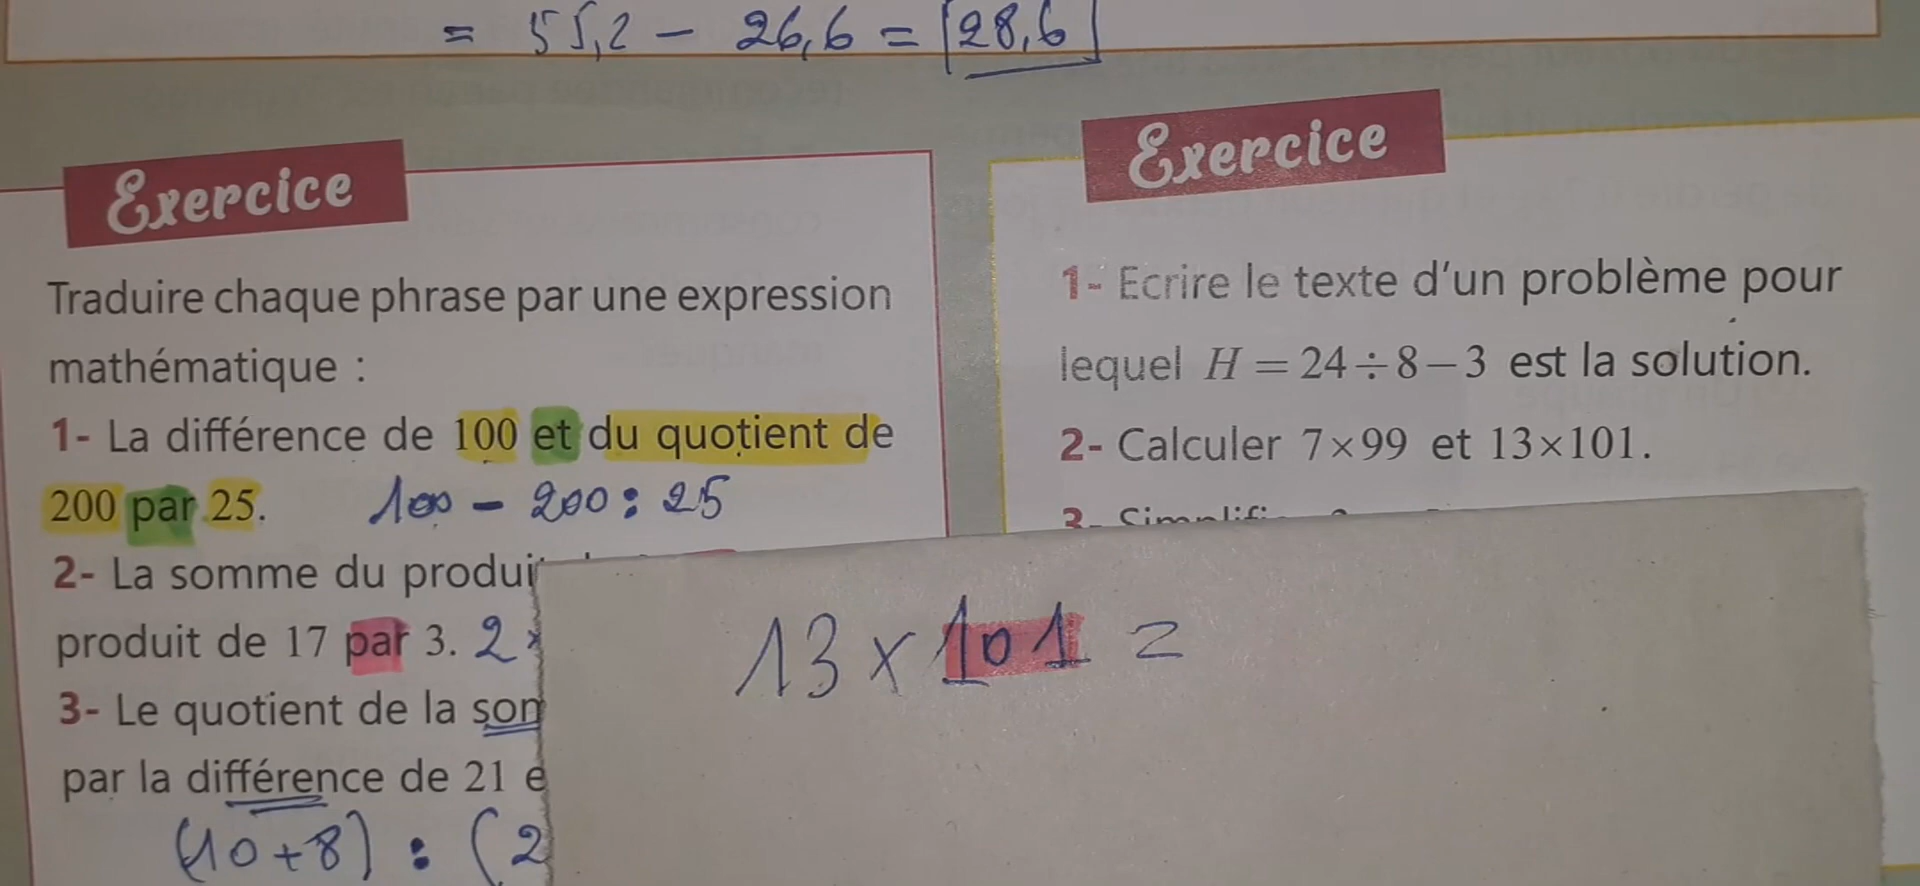 = 55,2 - 26,6 = 28,6
Exercice
Traduire chaque phrase par une expression
mathématique :
1- La différence de 100 et du quotient de
200 par 25. 100 - 200 : 25
2- La somme du produit
produit de 17 par 3. 2 ×
3- Le quotient de la som
par la différence de 21 e
(10+8) : (2
Exercice
1- Ecrire le texte d'un problème pour
lequel H = 24 ÷ 8 − 3 est la solution.
2- Calculer 7×99 et 13×101.
3-
13 × 101 =